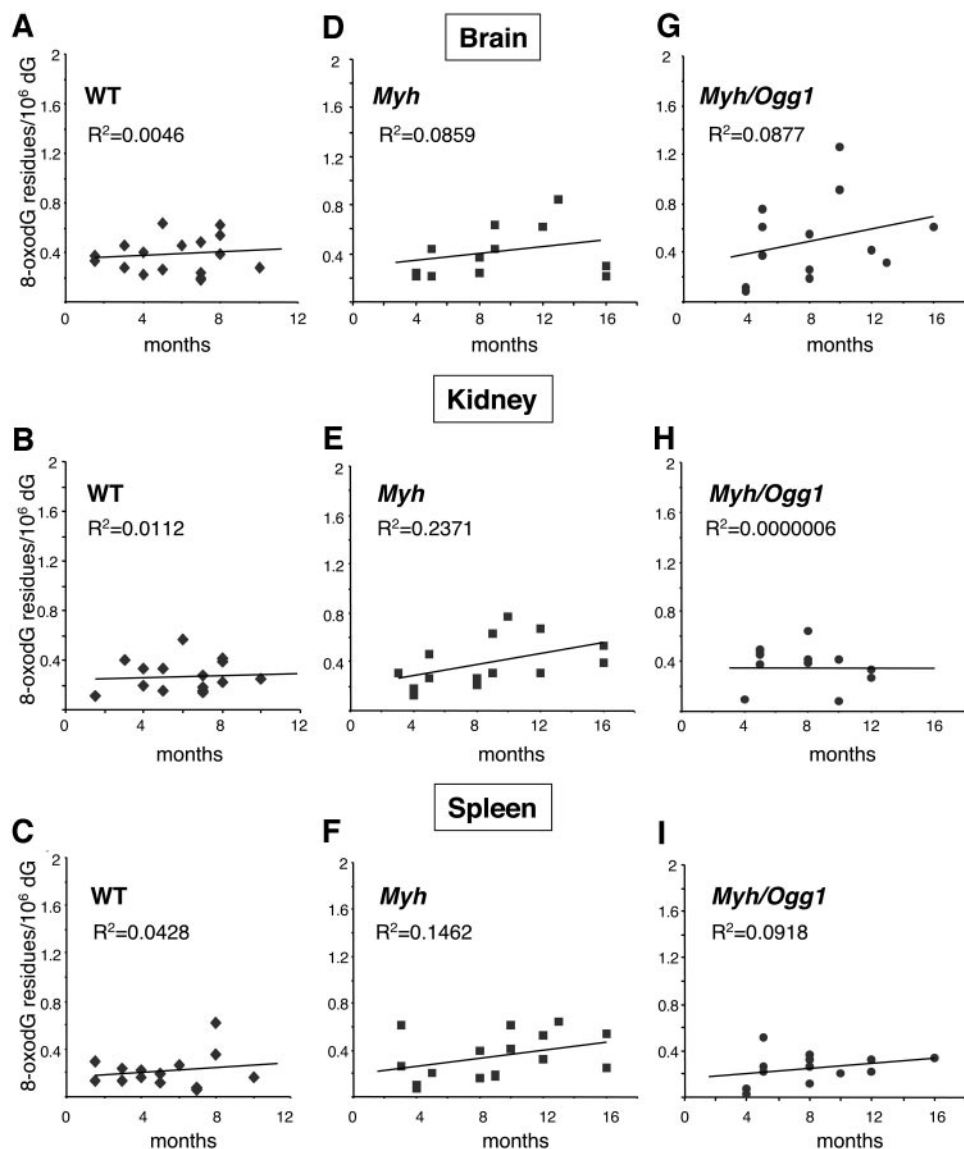 A
D
Brain
G
8-oxodG residues/10⁶ dG
2
1.6
1.2
0.8
0.4
WT
R²=0.0046
0
4
8
12
months
2
1.6
1.2
0.8
0.4
Myh
R²=0.0859
0
4
8
12
16
months
2
1.6
1.2
0.8
0.4
Myh/Ogg1
R²=0.0877
0
4
8
12
16
months
Kidney
B
E
H
8-oxodG residues/10⁶ dG
2
1.6
1.2
0.8
0.4
WT
R²=0.0112
0
4
8
12
months
2
1.6
1.2
0.8
0.4
Myh
R²=0.2371
0
4
8
12
16
months
2
1.6
1.2
0.8
0.4
Myh/Ogg1
R²=0.0000006
0
4
8
12
16
months
Spleen
C
F
I
8-oxodG residues/10⁶ dG
2
1.6
1.2
0.8
0.4
WT
R²=0.0428
0
4
8
12
months
2
1.6
1.2
0.8
0.4
Myh
R²=0.1462
0
4
8
12
16
months
2
1.6
1.2
0.8
0.4
Myh/Ogg1
R²=0.0918
0
4
8
12
16
months